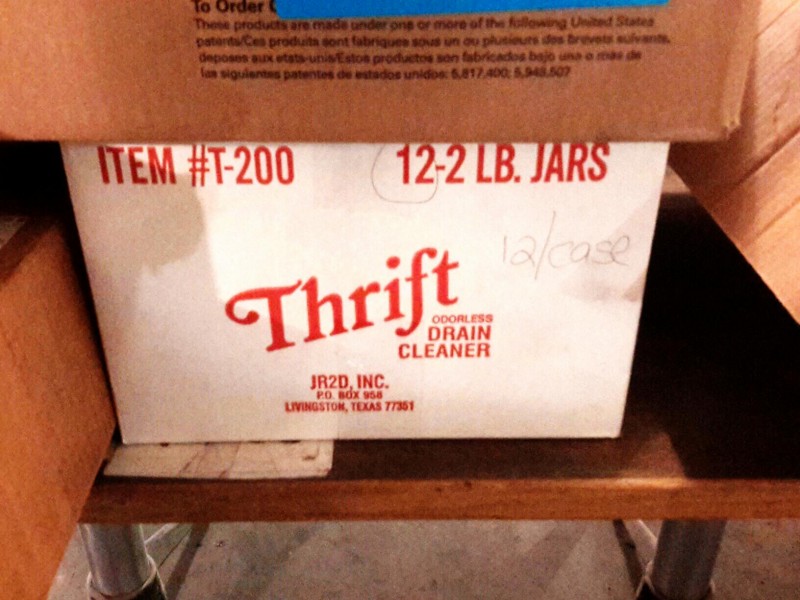 To Order
These products are made under one or more of the following United States
patents/Ces produits sont fabriques sous un ou plusieurs des brevets suivants,
deposes aux etats-unis/Estos productos son fabricados bajo una o mas de
las siguientes patentes de estados unidos: 5,817,400; 5,948,507
ITEM #T-200 12-2 LB. JARS
12/case
Thrift
ODORLESS
DRAIN
CLEANER
JR2D, INC.
P.O. BOX 958
LIVINGSTON, TEXAS 77351